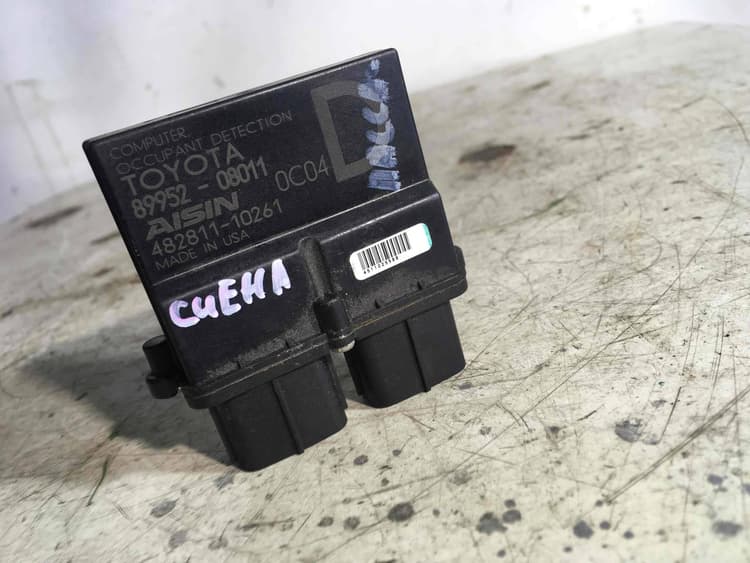 COMPUTER
OCCUPANT DETECTION
TOYOTA
89952-08011
0C04
D
AISIN
482811-10261
MADE IN USA
СИЕНА